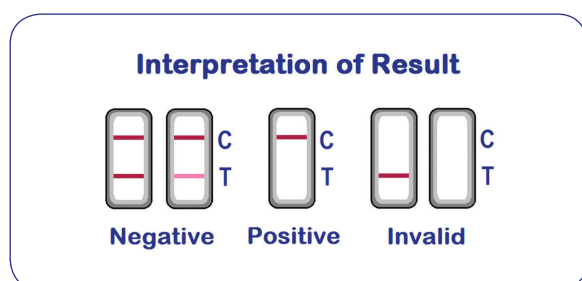 Interpretation of Result
C C C
T T T
Negative Positive Invalid